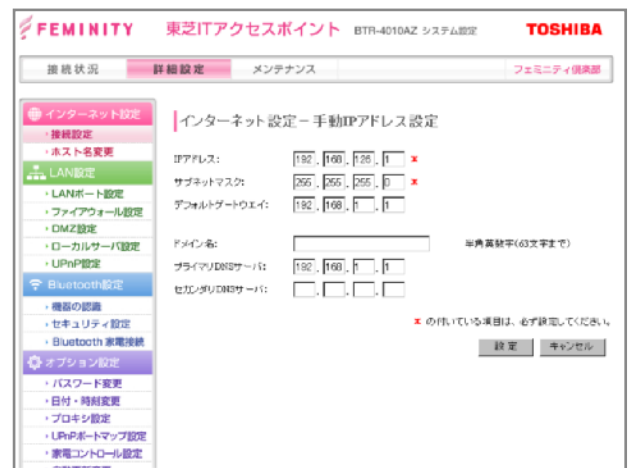 FEMINITY 東芝ITアクセスポイント BTR-4010AZ システム設定 TOSHIBA
接続状況 詳細設定 メンテナンス フェミニティ倶楽部
インターネット設定
接続設定
ホスト名変更
LAN設定
LANポート設定
ファイアウォール設定
DMZ設定
ローカルサーバ設定
UPnP設定
Bluetooth設定
機器の認識
セキュリティ設定
Bluetooth 家電接続
オプション設定
パスワード変更
日付・時刻変更
プロキシ設定
UPnPポートマップ設定
家電コントロール設定
インターネット設定－手動IPアドレス設定
IPアドレス: 192 . 168 . 126 . 1 *
サブネットマスク: 255 . 255 . 255 . 0 *
デフォルトゲートウエイ: 192 . 168 . 1 . 1
ドメイン名: 半角英数字(63文字まで)
プライマリDNSサーバ: 192 . 168 . 1 . 1
セカンダリDNSサーバ: . . .
* の付いている項目は、必ず設定してください。
設定 キャンセル